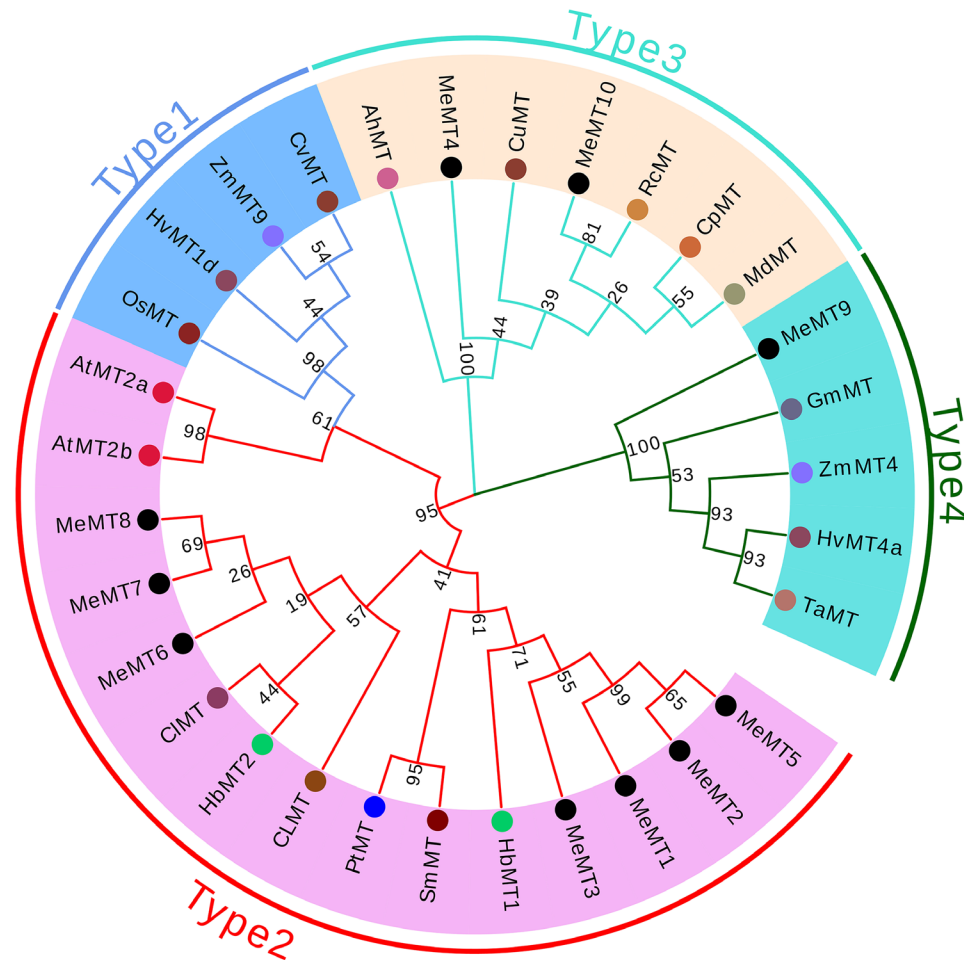 Type3
Type1
Type4
Type2
AhMT
MeMT4
CuMT
MeMT10
RcMT
CpMT
MdMT
MeMT9
GmMT
ZmMT4
HvMT4a
TaMT
MeMT5
MeMT2
MeMT1
MeMT3
HbMT1
SmMT
PtMT
CLMT
HbMT2
ClMT
MeMT6
MeMT7
MeMT8
AtMT2b
AtMT2a
OsMT
HvMT1d
ZmMT9
CvMT
54
44
98
61
98
100
44
39
81
26
55
100
53
93
93
95
41
69
26
19
44
57
61
95
71
55
99
65